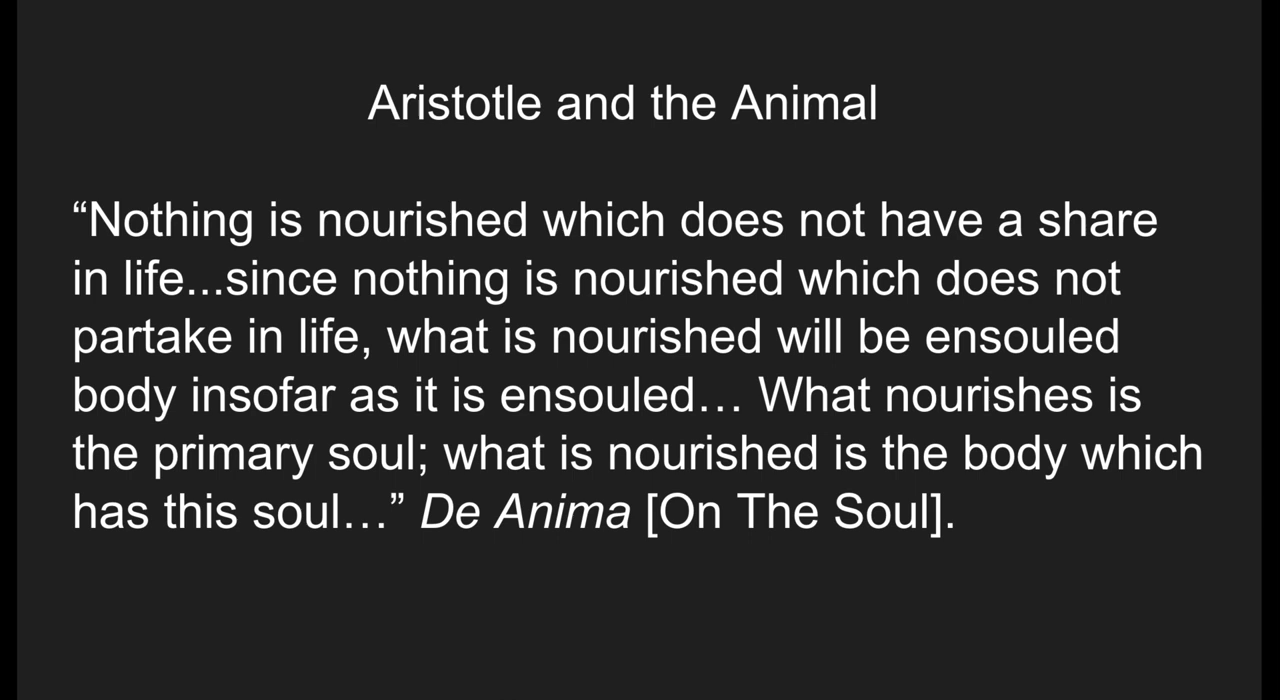 Aristotle and the Animal
“Nothing is nourished which does not have a share
in life...since nothing is nourished which does not
partake in life, what is nourished will be ensouled
body insofar as it is ensouled… What nourishes is
the primary soul; what is nourished is the body which
has this soul…” De Anima [On The Soul].